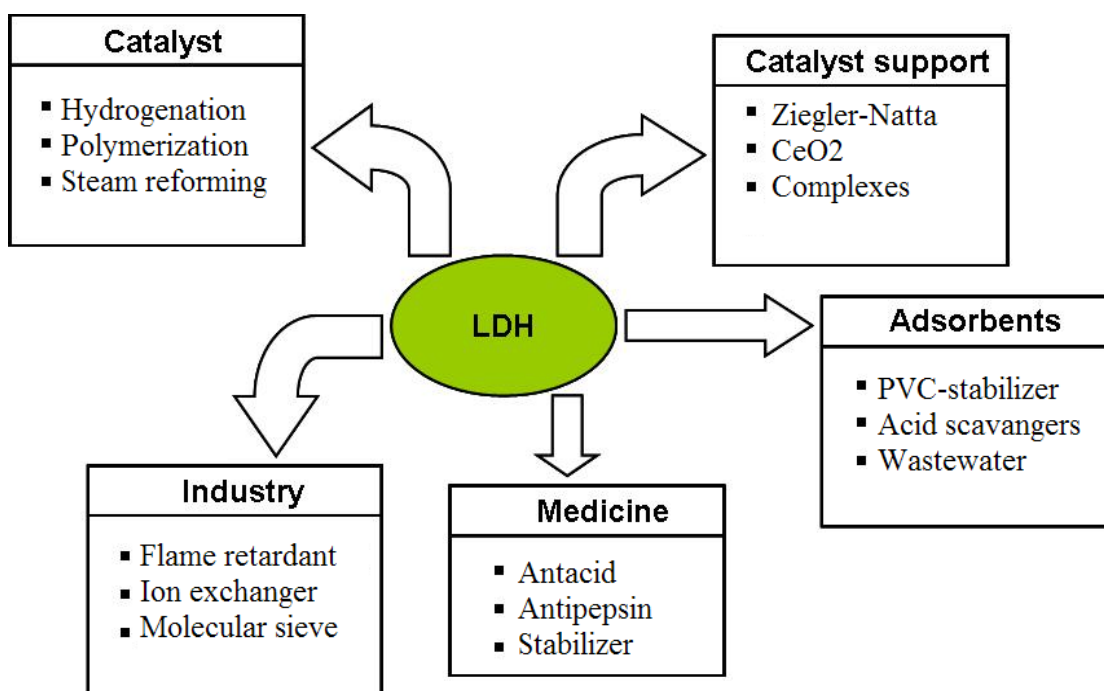 Catalyst
▪ Hydrogenation
▪ Polymerization
▪ Steam reforming
Catalyst support
▪ Ziegler-Natta
▪ CeO2
▪ Complexes
LDH
Adsorbents
▪ PVC-stabilizer
▪ Acid scavangers
▪ Wastewater
Industry
▪ Flame retardant
▪ Ion exchanger
▪ Molecular sieve
Medicine
▪ Antacid
▪ Antipepsin
▪ Stabilizer